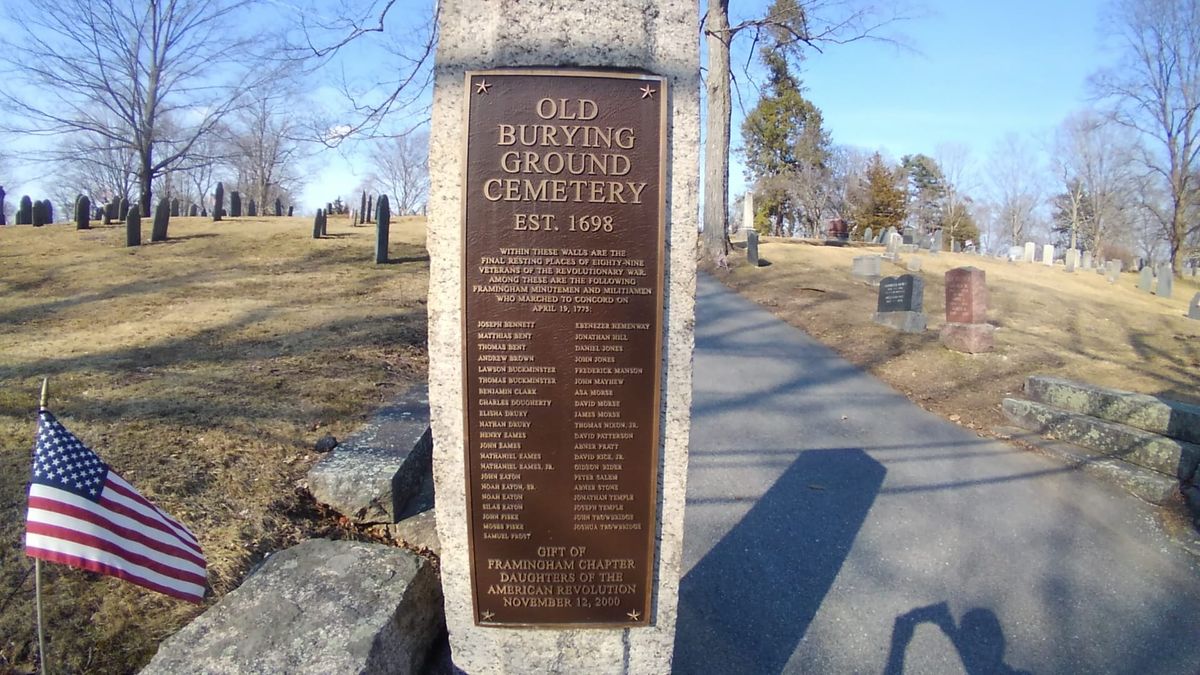 OLD
BURYING
GROUND
CEMETERY
EST. 1698
WITHIN THESE WALLS ARE THE
FINAL RESTING PLACES OF EIGHTY-NINE
VETERANS OF THE REVOLUTIONARY WAR.
AMONG THESE ARE THE FOLLOWING
FRAMINGHAM MINUTEMEN AND MILITIAMEN
WHO MARCHED TO CONCORD ON
APRIL 19, 1775:
JOSEPH BENNETT
MATTHIAS BENT
THOMAS BENT
ANDREW BROWN
LAWSON BUCKMINSTER
THOMAS BUCKMINSTER
BENJAMIN CLARK
CHARLES DOUGHERTY
ELISHA DRURY
NATHAN DRURY
HENRY EAMES
JOHN EAMES
NATHANIEL EAMES
NATHANIEL EAMES, JR.
JOHN EATON
NOAH EATON, SR.
NOAH EATON
SILAS EATON
JOHN FISKE
MOSES FISKE
SAMUEL FROST
EBENEZER HEMENWAY
JONATHAN HILL
DANIEL JONES
JOHN JONES
FREDERICK MANSON
JOHN MAYHEW
ASA MORSE
DAVID MORSE
JAMES MORSE
THOMAS NIXON, JR.
DAVID PATTERSON
ABNER PRATT
DAVID RICE, JR.
GIDEON RIDER
PETER SALEM
ABNER STONE
JONATHAN TEMPLE
JOSEPH TEMPLE
JOHN TROWBRIDGE
JOSHUA TROWBRIDGE
GIFT OF
FRAMINGHAM CHAPTER
DAUGHTERS OF THE
AMERICAN REVOLUTION
NOVEMBER 12, 2000